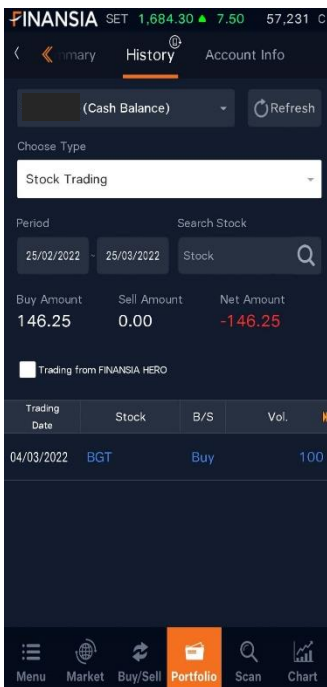 FINANSIA SET 1,684.30 ▲ 7.50 57,231
History Account Info
(Cash Balance) Refresh
Choose Type
Stock Trading
Period Search Stock
25/02/2022 - 25/03/2022 Stock
Buy Amount Sell Amount Net Amount
146.25 0.00 -146.25
Trading from FINANSIA HERO
Trading Date Stock B/S Vol.
04/03/2022 BGT Buy 100
Menu Market Buy/Sell Portfolio Scan Chart